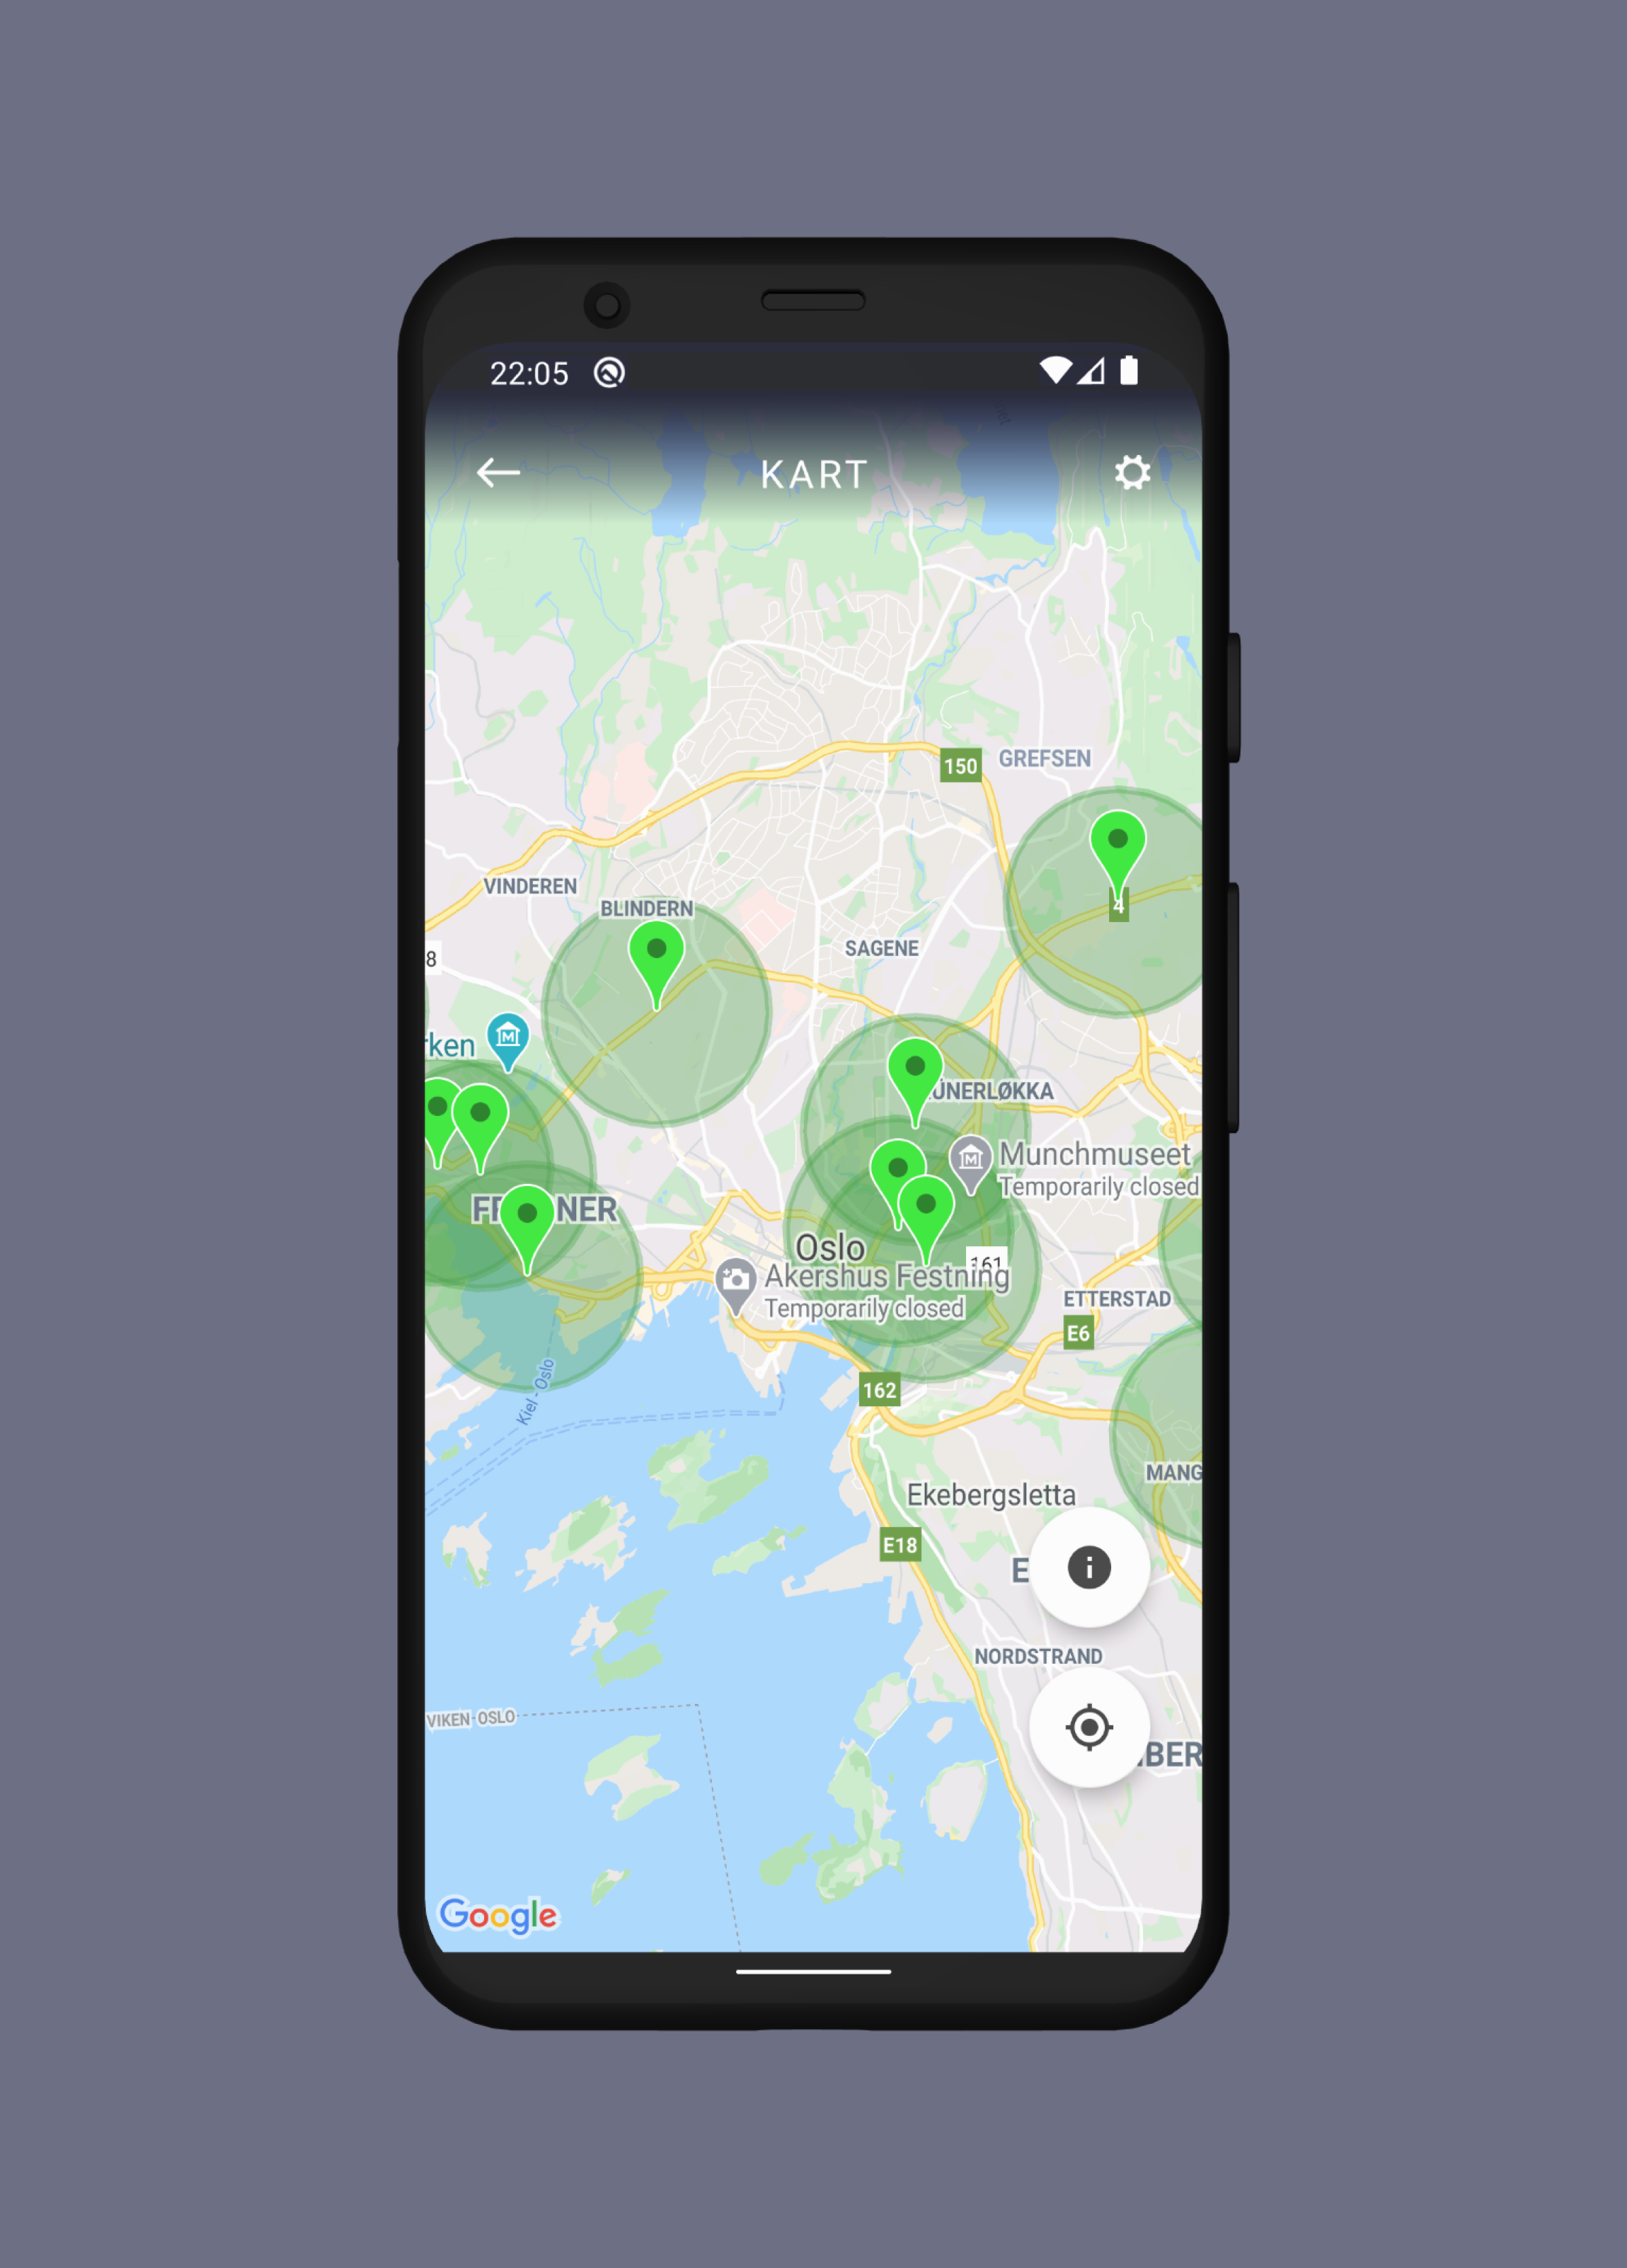 22:05
KART
150
GREFSEN
4
VINDEREN
BLINDERN
SAGENE
8
rken
ÜNERLØKKA
Munchmuseet
Temporarily closed
FR NER
Oslo
161
Akershus Festning
Temporarily closed
ETTERSTAD
E6
Kiel - Oslo
162
MANG
Ekebergsletta
E18
E
NORDSTRAND
VIKEN
OSLO
BER
Google